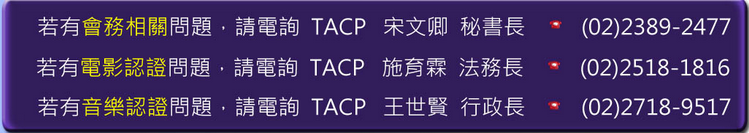 若有會務相關問題，請電詢 TACP 宋文卿 秘書長 (02)2389-2477
若有電影認證問題，請電詢 TACP 施育霖 法務長 (02)2518-1816
若有音樂認證問題，請電詢 TACP 王世賢 行政長 (02)2718-9517